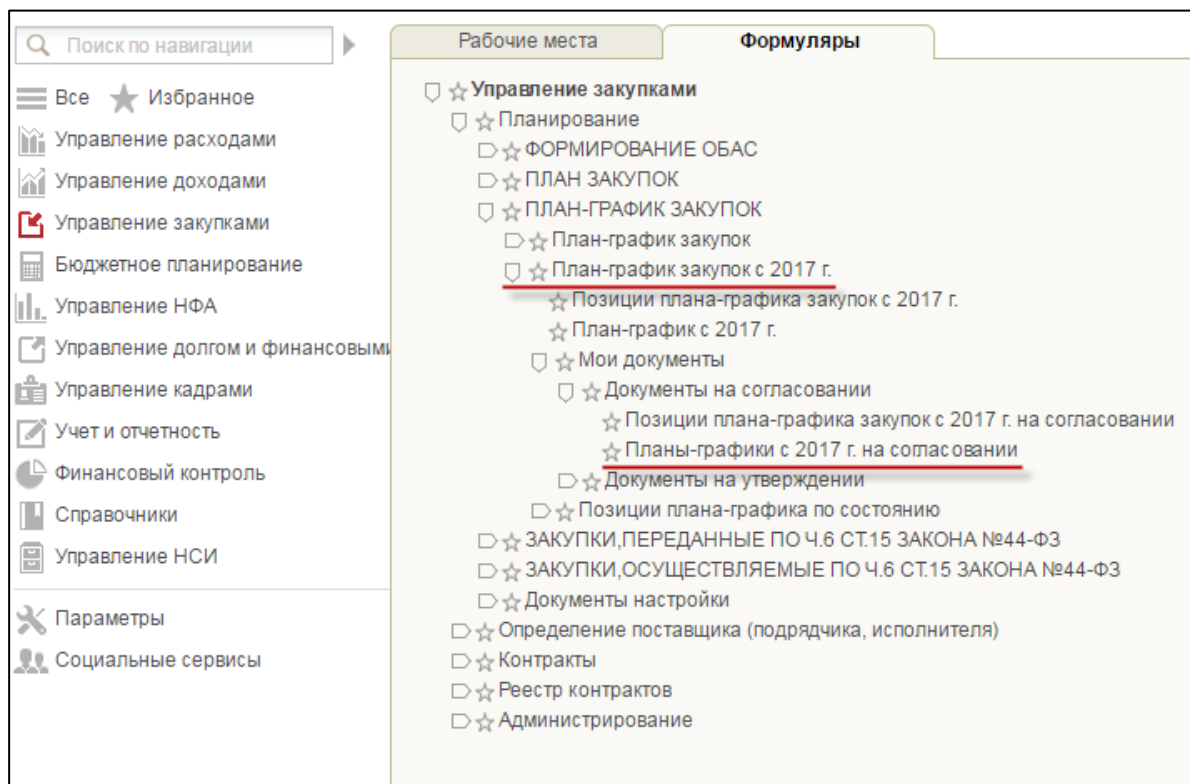 Поиск по навигации
Все Избранное
Управление расходами
Управление доходами
Управление закупками
Бюджетное планирование
Управление НФА
Управление долгом и финансовыми
Управление кадрами
Учет и отчетность
Финансовый контроль
Справочники
Управление НСИ
Параметры
Социальные сервисы
Рабочие места
Формуляры
Управление закупками
Планирование
ФОРМИРОВАНИЕ ОБАС
ПЛАН ЗАКУПОК
ПЛАН-ГРАФИК ЗАКУПОК
План-график закупок
План-график закупок с 2017 г.
Позиции плана-графика закупок с 2017 г.
План-график с 2017 г.
Мои документы
Документы на согласовании
Позиции плана-графика закупок с 2017 г. на согласовании
Планы-графики с 2017 г. на согласовании
Документы на утверждении
Позиции плана-графика по состоянию
ЗАКУПКИ,ПЕРЕДАННЫЕ ПО Ч.6 СТ.15 ЗАКОНА №44-ФЗ
ЗАКУПКИ,ОСУЩЕСТВЛЯЕМЫЕ ПО Ч.6 СТ.15 ЗАКОНА №44-ФЗ
Документы настройки
Определение поставщика (подрядчика, исполнителя)
Контракты
Реестр контрактов
Администрирование